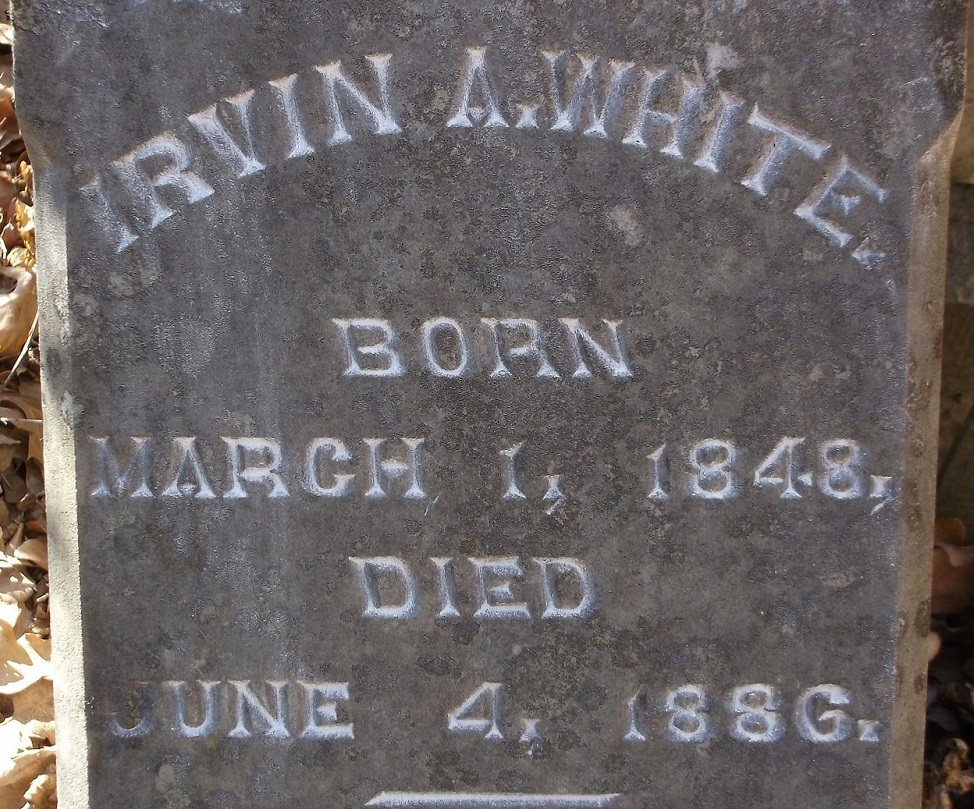 IRVIN A. WHITE.
BORN
MARCH 1, 1848,
DIED
JUNE 4, 1886.